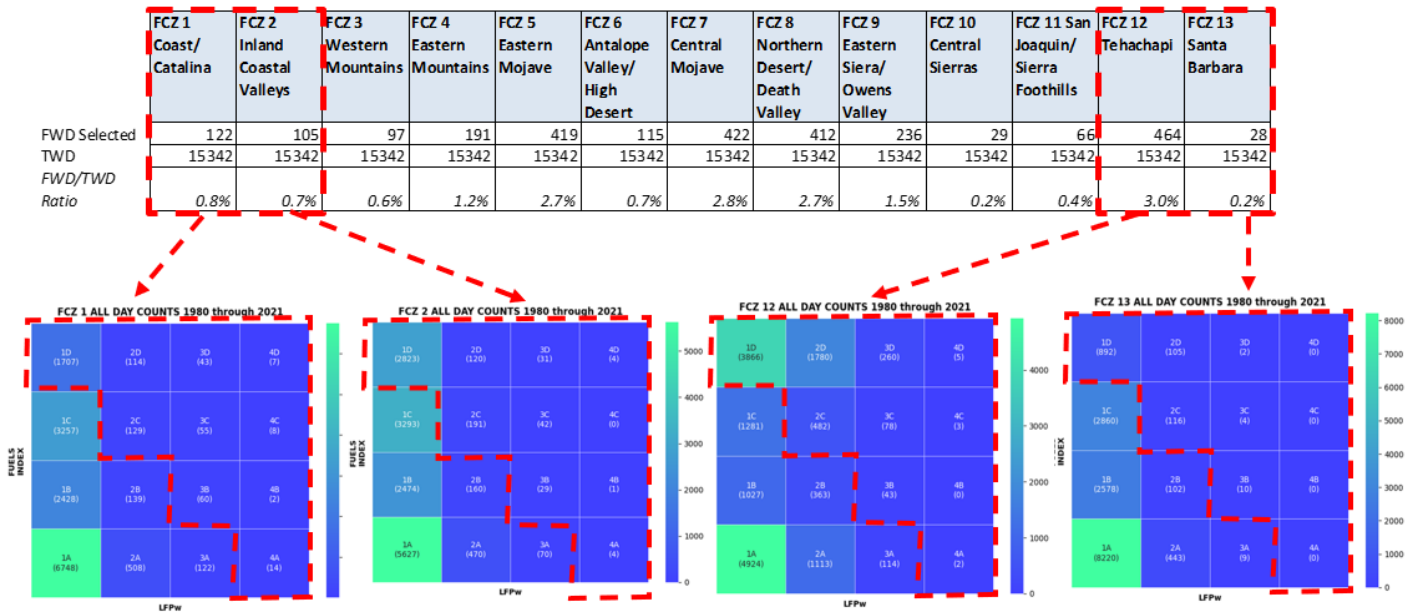 FCZ 1 FCZ 2 FCZ 3 FCZ 4 FCZ 5 FCZ 6 FCZ 7 FCZ 8 FCZ 9 FCZ 10 FCZ 11 San FCZ 12 FCZ 13
Coast/ Inland Western Eastern Eastern Antalope Central Northern Eastern Central Joaquin/ Tehachapi Santa
Catalina Coastal Mountains Mountains Mojave Valley/ Mojave Desert/ Siera/ Sierras Sierra Barbara
Valleys High Death Owens Foothills
Desert Valley Valley
FWD Selected 122 105 97 191 419 115 422 412 236 29 66 464 28
TWD 15342 15342 15342 15342 15342 15342 15342 15342 15342 15342 15342 15342 15342
FWD/TWD
Ratio 0.8% 0.7% 0.6% 1.2% 2.7% 0.7% 2.8% 2.7% 1.5% 0.2% 0.4% 3.0% 0.2%
FCZ 1 ALL DAY COUNTS 1980 through 2021
1D 2D 3D 4D
(1707) (114) (43) (7)
1C 2C 3C 4C
(3257) (129) (55) (8)
1B 2B 3B 4B
(2428) (139) (60) (2)
1A 2A 3A 4A
(6748) (508) (122) (14)
FUELS
INDEX
LFPw
FCZ 2 ALL DAY COUNTS 1980 through 2021
1D 2D 3D 4D
(2823) (120) (31) (4)
1C 2C 3C 4C
(3293) (191) (42) (0)
1B 2B 3B 4B
(2474) (160) (29) (1)
1A 2A 3A 4A
(5627) (470) (70) (4)
FUELS
INDEX
LFPw
5000
4000
3000
2000
1000
0
FCZ 12 ALL DAY COUNTS 1980 through 2021
1D 2D 3D 4D
(3866) (1780) (260) (5)
1C 2C 3C 4C
(1281) (482) (78) (3)
1B 2B 3B 4B
(1027) (363) (43) (0)
1A 2A 3A 4A
(4924) (1113) (114) (2)
FUELS
INDEX
LFPw
4000
3000
2000
1000
0
FCZ 13 ALL DAY COUNTS 1980 through 2021
1D 2D 3D 4D
(892) (105) (2) (0)
1C 2C 3C 4C
(2860) (116) (4) (0)
1B 2B 3B 4B
(2578) (102) (10) (0)
1A 2A 3A 4A
(8220) (443) (9) (0)
INDEX
LFPw
8000
7000
6000
5000
4000
3000
2000
1000
0